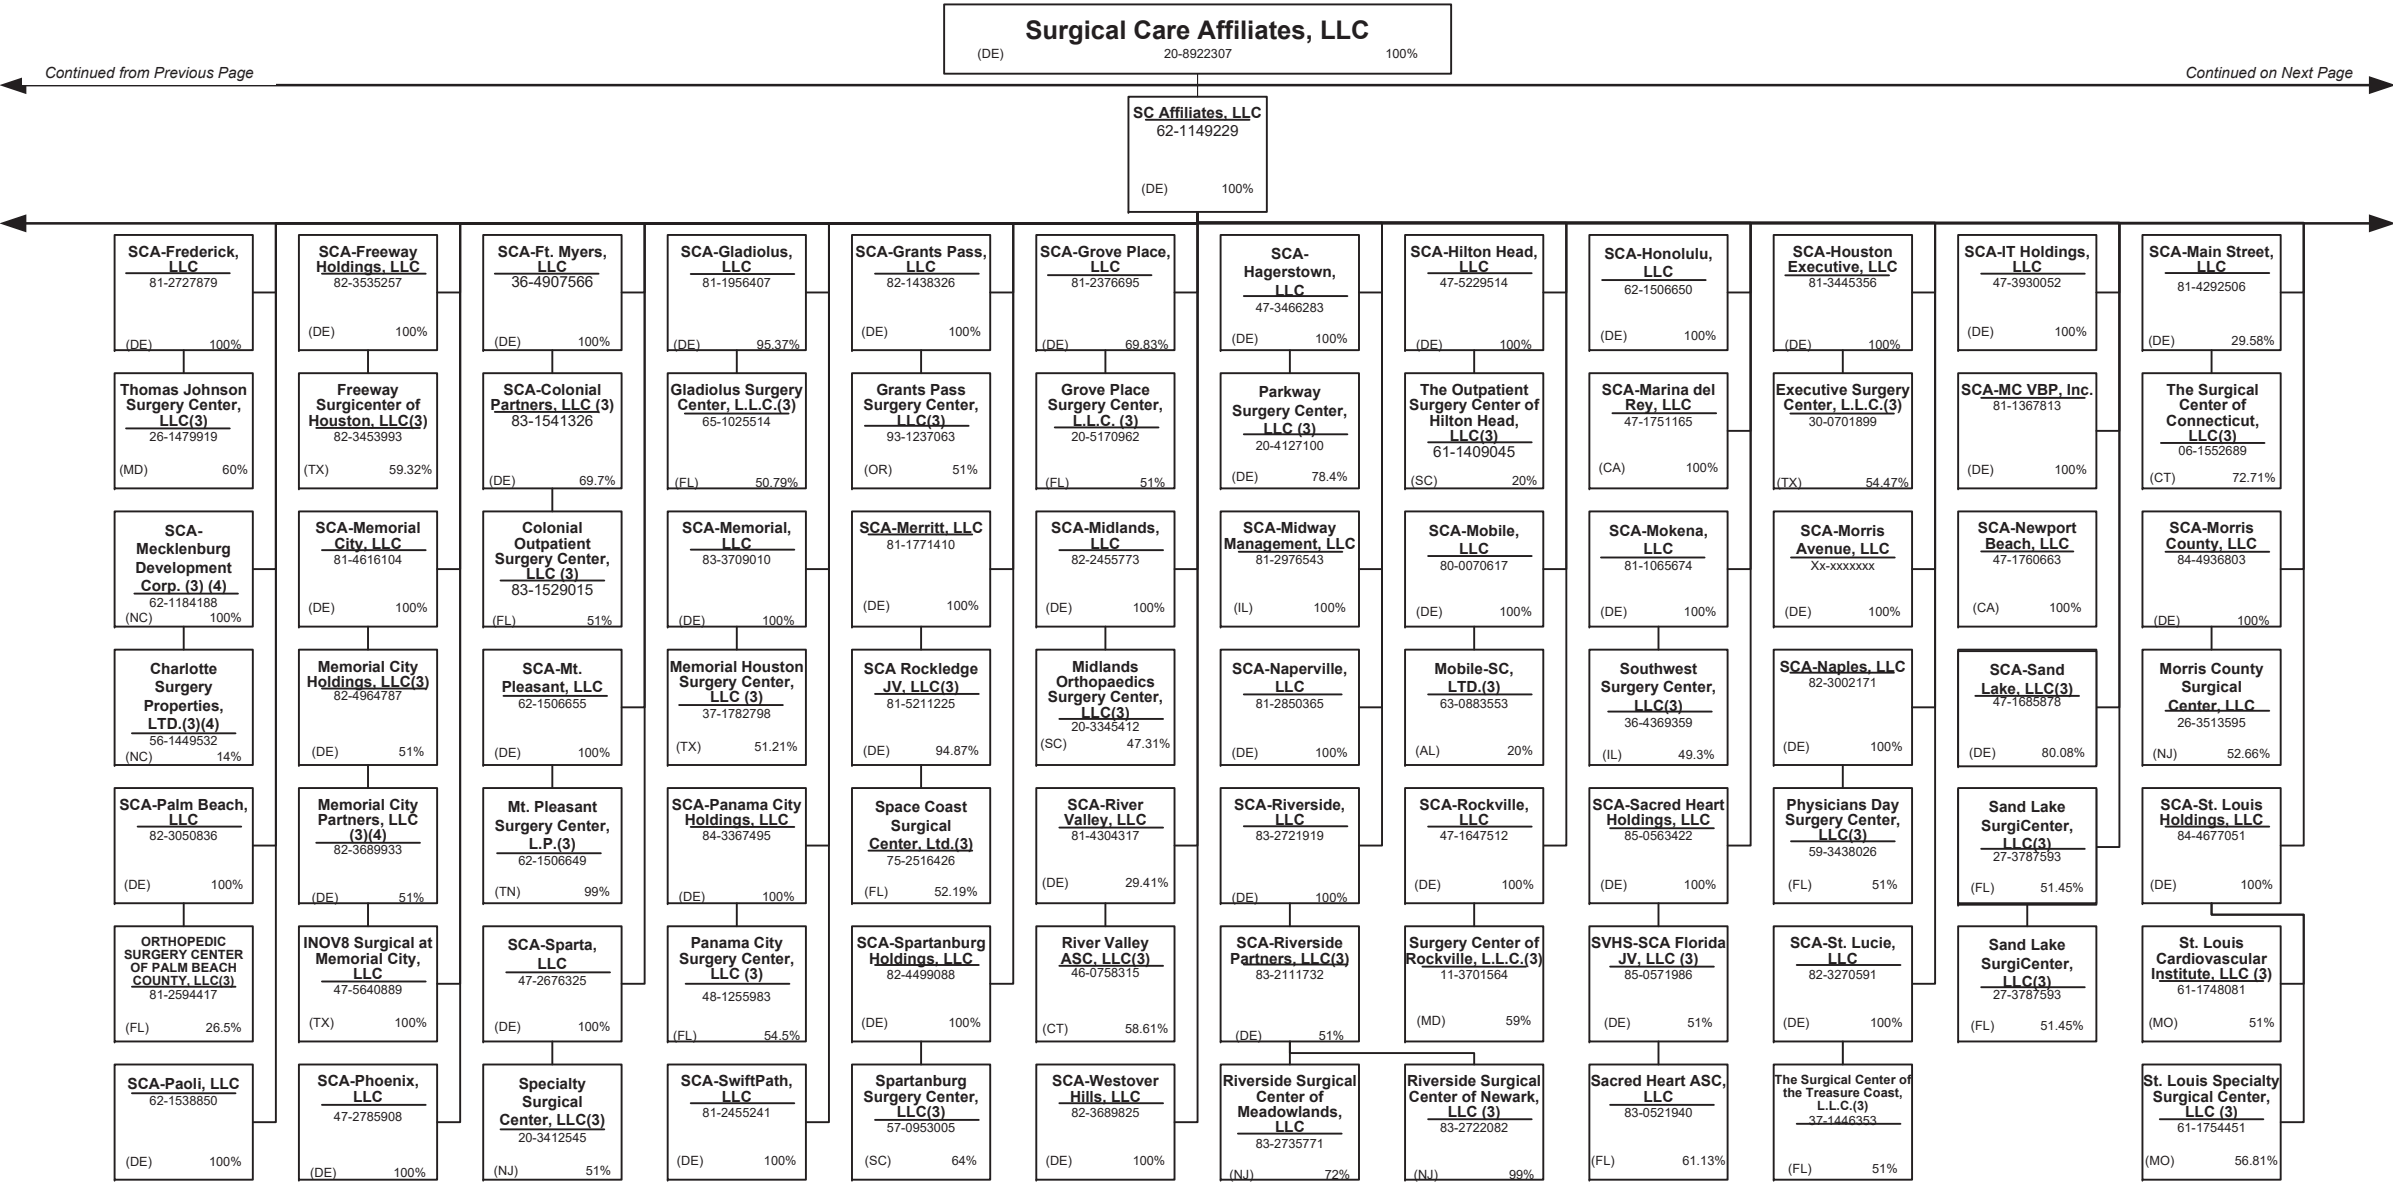 Surgical Care Affiliates, LLC
(DE) 20-8922307 100%
Continued from Previous Page
Continued on Next Page
SC Affiliates, LLC
62-1149229
(DE) 100%
SCA-Frederick,
LLC
81-2727879
(DE) 100%
SCA-Freeway
Holdings, LLC
82-3535257
(DE) 100%
SCA-Ft. Myers,
LLC
36-4907566
(DE) 100%
SCA-Gladiolus,
LLC
81-1956407
(DE) 95.37%
SCA-Grants Pass,
LLC
82-1438326
(DE) 100%
SCA-Grove Place,
LLC
81-2376695
(DE) 69.83%
SCA-
Hagerstown,
LLC
47-3466283
(DE) 100%
SCA-Hilton Head,
LLC
47-5229514
(DE) 100%
SCA-Honolulu,
LLC
62-1506650
(DE) 100%
SCA-Houston
Executive, LLC
81-3445356
(DE) 100%
SCA-IT Holdings,
LLC
47-3930052
(DE) 100%
SCA-Main Street,
LLC
81-4292506
(DE) 29.58%
Thomas Johnson
Surgery Center,
LLC(3)
26-1479919
(MD) 60%
Freeway
Surgicenter of
Houston, LLC(3)
82-3453993
(TX) 59.32%
SCA-Colonial
Partners, LLC (3)
83-1541326
(DE) 69.7%
Gladiolus Surgery
Center, L.L.C.(3)
65-1025514
(FL) 50.79%
Grants Pass
Surgery Center,
LLC(3)
93-1237063
(OR) 51%
Grove Place
Surgery Center,
L.L.C. (3)
20-5170962
(FL) 51%
Parkway
Surgery Center,
LLC (3)
20-4127100
(DE) 78.4%
The Outpatient
Surgery Center of
Hilton Head,
LLC(3)
61-1409045
(SC) 20%
SCA-Marina del
Rey, LLC
47-1751165
(CA) 100%
Executive Surgery
Center, L.L.C.(3)
30-0701899
(TX) 54.47%
SCA-MC VBP, Inc.
81-1367813
(DE) 100%
The Surgical
Center of
Connecticut,
LLC(3)
06-1552689
(CT) 72.71%
SCA-
Mecklenburg
Development
Corp. (3) (4)
62-1184188
(NC) 100%
SCA-Memorial
City, LLC
81-4616104
(DE) 100%
Colonial
Outpatient
Surgery Center,
LLC (3)
83-1529015
(FL) 51%
SCA-Memorial,
LLC
83-3709010
(DE) 100%
SCA-Merritt, LLC
81-1771410
(DE) 100%
SCA-Midlands,
LLC
82-2455773
(DE) 100%
SCA-Midway
Management, LLC
81-2976543
(IL) 100%
SCA-Mobile,
LLC
80-0070617
(DE) 100%
SCA-Mokena,
LLC
81-1065674
(DE) 100%
SCA-Morris
Avenue, LLC
Xx-xxxxxxx
(DE) 100%
SCA-Newport
Beach, LLC
47-1760663
(CA) 100%
SCA-Morris
County, LLC
84-4936803
(DE) 100%
Charlotte
Surgery
Properties,
LTD.(3)(4)
56-1449532
(NC) 14%
Memorial City
Holdings, LLC(3)
82-4964787
(DE) 51%
SCA-Mt.
Pleasant, LLC
62-1506655
(DE) 100%
Memorial Houston
Surgery Center,
LLC (3)
37-1782798
(TX) 51.21%
SCA Rockledge
JV, LLC(3)
81-5211225
(DE) 94.87%
Midlands
Orthopaedics
Surgery Center,
LLC(3)
20-3345412
(SC) 47.31%
SCA-Naperville,
LLC
81-2850365
(DE) 100%
Mobile-SC,
LTD.(3)
63-0883553
(AL) 20%
Southwest
Surgery Center,
LLC(3)
36-4369359
(IL) 49.3%
SCA-Naples, LLC
82-3002171
(DE) 100%
SCA-Sand
Lake, LLC(3)
47-1685878
(DE) 80.08%
Morris County
Surgical
Center, LLC
26-3513595
(NJ) 52.66%
SCA-Palm Beach,
LLC
82-3050836
(DE) 100%
Memorial City
Partners, LLC
(3)(4)
82-3689933
(DE) 51%
Mt. Pleasant
Surgery Center,
L.P.(3)
62-1506649
(TN) 99%
SCA-Panama City
Holdings, LLC
84-3367495
(DE) 100%
Space Coast
Surgical
Center, Ltd.(3)
75-2516426
(FL) 52.19%
SCA-River
Valley, LLC
81-4304317
(DE) 29.41%
SCA-Riverside,
LLC
83-2721919
(DE) 100%
SCA-Rockville,
LLC
47-1647512
(DE) 100%
SCA-Sacred Heart
Holdings, LLC
85-0563422
(DE) 100%
Physicians Day
Surgery Center,
LLC(3)
59-3438026
(FL) 51%
Sand Lake
SurgiCenter,
LLC(3)
27-3787593
(FL) 51.45%
SCA-St. Louis
Holdings, LLC
84-4677051
(DE) 100%
ORTHOPEDIC
SURGERY CENTER
OF PALM BEACH
COUNTY, LLC(3)
81-2594417
(FL) 26.5%
INOV8 Surgical at
Memorial City,
LLC
47-5640889
(TX) 100%
SCA-Sparta,
LLC
47-2676325
(DE) 100%
Panama City
Surgery Center,
LLC (3)
48-1255983
(FL) 54.5%
SCA-Spartanburg
Holdings, LLC
82-4499088
(DE) 100%
River Valley
ASC, LLC(3)
46-0758315
(CT) 58.61%
SCA-Riverside
Partners, LLC(3)
83-2111732
(DE) 51%
Surgery Center of
Rockville, L.L.C.(3)
11-3701564
(MD) 59%
SVHS-SCA Florida
JV, LLC (3)
85-0571986
(DE) 51%
SCA-St. Lucie,
LLC
82-3270591
(DE) 100%
Sand Lake
SurgiCenter,
LLC(3)
27-3787593
(FL) 51.45%
St. Louis
Cardiovascular
Institute, LLC (3)
61-1748081
(MO) 51%
SCA-Paoli, LLC
62-1538850
(DE) 100%
SCA-Phoenix,
LLC
47-2785908
(DE) 100%
Specialty
Surgical
Center, LLC(3)
20-3412545
(NJ) 51%
SCA-SwiftPath,
LLC
81-2455241
(DE) 100%
Spartanburg
Surgery Center,
LLC(3)
57-0953005
(SC) 64%
SCA-Westover
Hills, LLC
82-3689825
(DE) 100%
Riverside Surgical
Center of
Meadowlands,
LLC
83-2735771
(NJ) 72%
Riverside Surgical
Center of Newark,
LLC (3)
83-2722082
(NJ) 99%
Sacred Heart ASC,
LLC
83-0521940
(FL) 61.13%
The Surgical Center of
the Treasure Coast,
L.L.C.(3)
37-1446353
(FL) 51%
St. Louis Specialty
Surgical Center,
LLC (3)
61-1754451
(MO) 56.81%